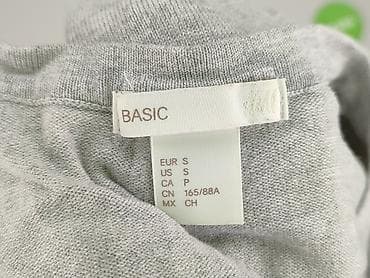 BASIC
EUR S
US S
CA P
CN 165/88A
MX CH